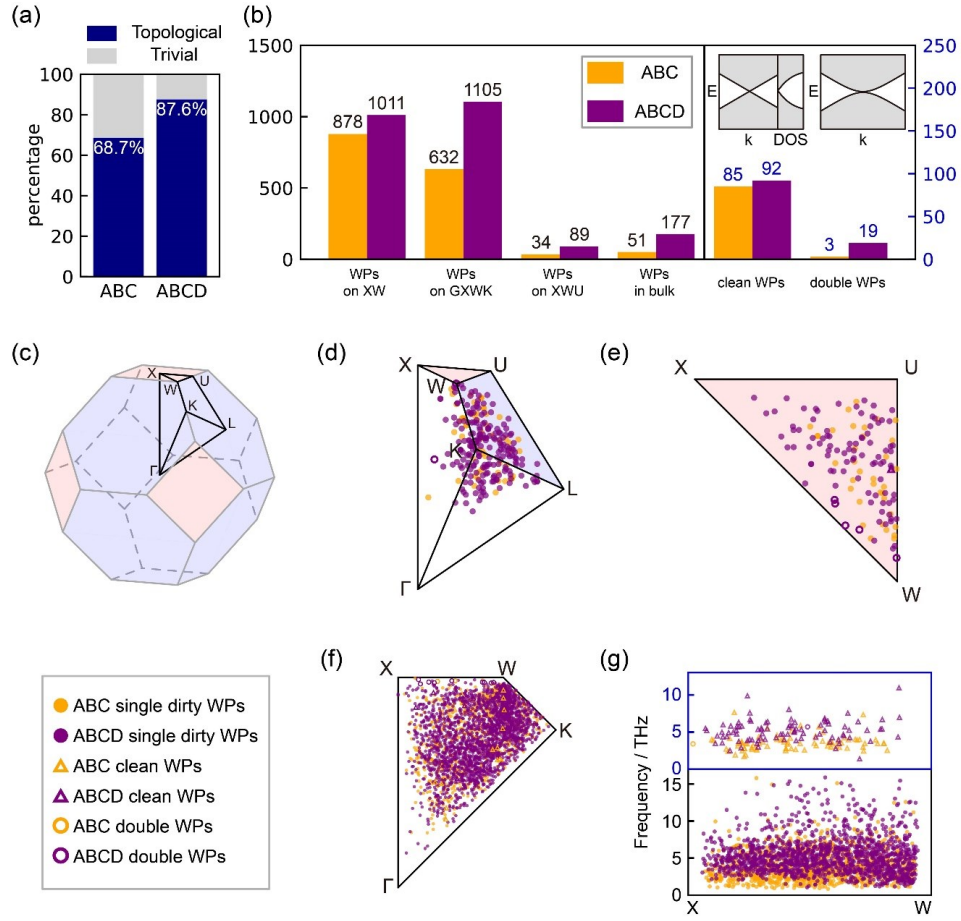 (a)
Topological
Trivial
100
80
60
40
20
0
percentage
68.7%
87.6%
ABC
ABCD
(b)
1500
1000
500
0
ABC
ABCD
878
1011
632
1105
34
89
51
177
85
92
3
19
250
200
150
100
50
0
E
k
DOS
E
k
WPs
on XW
WPs
on GXWK
WPs
on XWU
WPs
in bulk
clean WPs
double WPs
(c)
X
U
W
K
L
Γ
(d)
X
U
W
K
L
Γ
(e)
X
U
W
ABC single dirty WPs
ABCD single dirty WPs
ABC clean WPs
ABCD clean WPs
ABC double WPs
ABCD double WPs
(f)
X
W
K
Γ
(g)
Frequency / THz
10
5
0
15
10
5
0
X
W